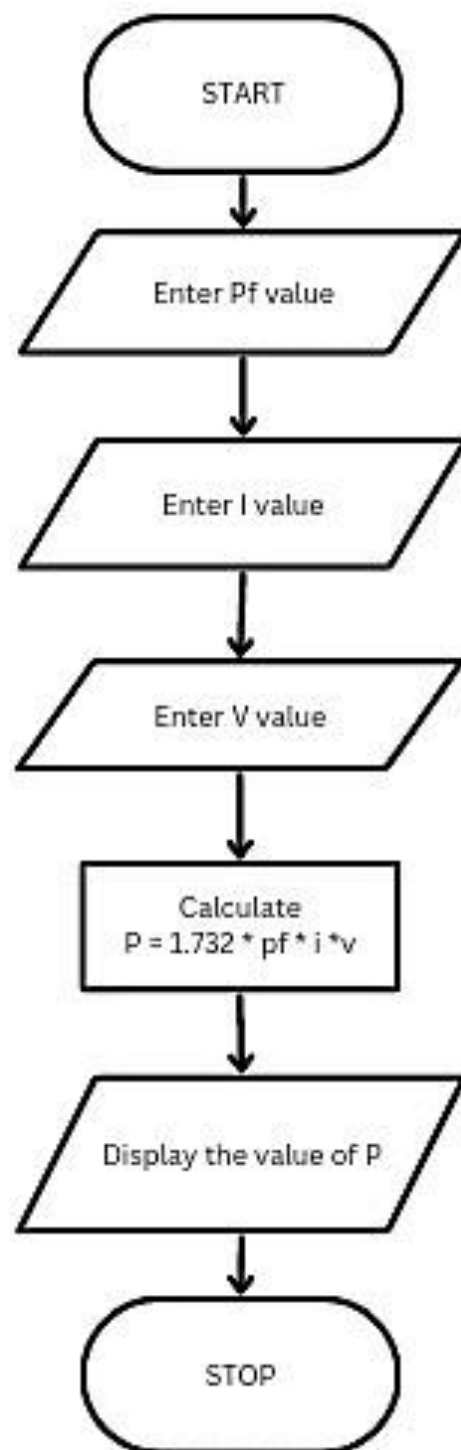 START
Enter Pf value
Enter I value
Enter V value
Calculate
P = 1.732 * pf * i *v
Display the value of P
STOP